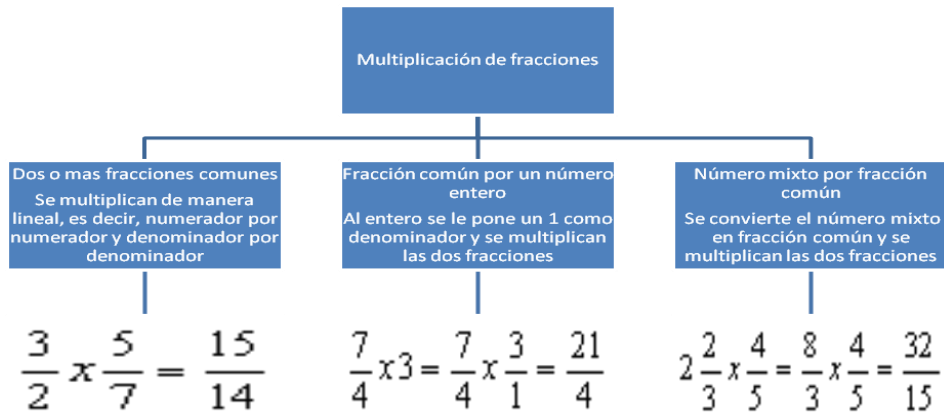 Multiplicación de fracciones
Dos o mas fracciones comunes
Se multiplican de manera
lineal, es decir, numerador por
numerador y denominador por
denominador
Fracción común por un número
entero
Al entero se le pone un 1 como
denominador y se multiplican
las dos fracciones
Número mixto por fracción
común
Se convierte el número mixto
en fracción común y se
multiplican las dos fracciones
3/2 x 5/7 = 15/14
7/4 x 3 = 7/4 x 3/1 = 21/4
2 2/3 x 4/5 = 8/3 x 4/5 = 32/15